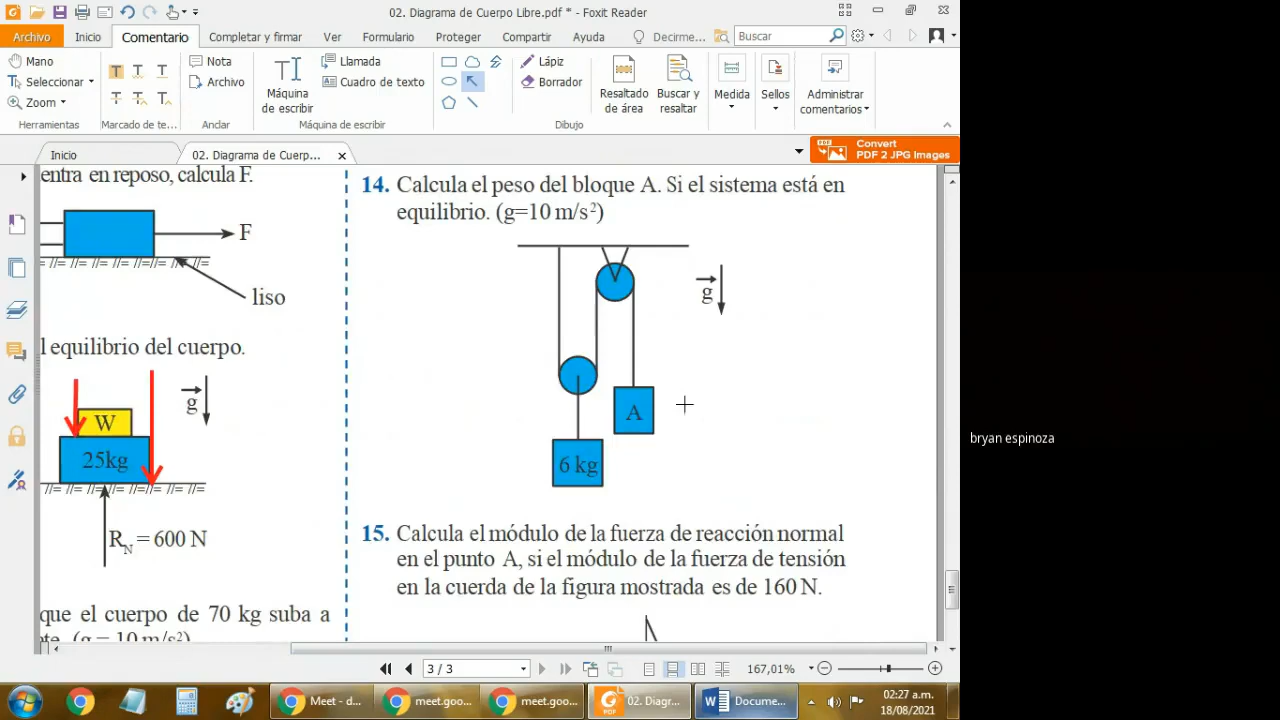 02. Diagrama de Cuerpo Libre.pdf * - Foxit Reader
Archivo Inicio Comentario Completar y firmar Ver Formulario Proteger Compartir Ayuda Decirme... Buscar
Mano
Seleccionar
Zoom
Herramientas
T T T
T T T
Marcado de te...
Nota
Archivo
Anclar
Máquina de escribir
Llamada
Cuadro de texto
Máquina de escribir
Lápiz
Borrador
Dibujo
Resaltado de área
Buscar y resaltar
Medida
Sellos
Administrar comentarios
Inicio
02. Diagrama de Cuerp...
Convert
PDF 2 JPG Images
entra en reposo, calcula F.
F
liso
l equilibrio del cuerpo.
g
W
25kg
R_N = 600 N
que el cuerpo de 70 kg suba a
(g = 10 m/s²)
14. Calcula el peso del bloque A. Si el sistema está en
equilibrio. (g=10 m/s²)
g
A
6 kg
15. Calcula el módulo de la fuerza de reacción normal
en el punto A, si el módulo de la fuerza de tensión
en la cuerda de la figura mostrada es de 160 N.
bryan espinoza
3 / 3
167,01%
Meet - d...
meet.goo...
meet.goo...
02. Diagr...
Docume...
02:27 a.m.
18/08/2021